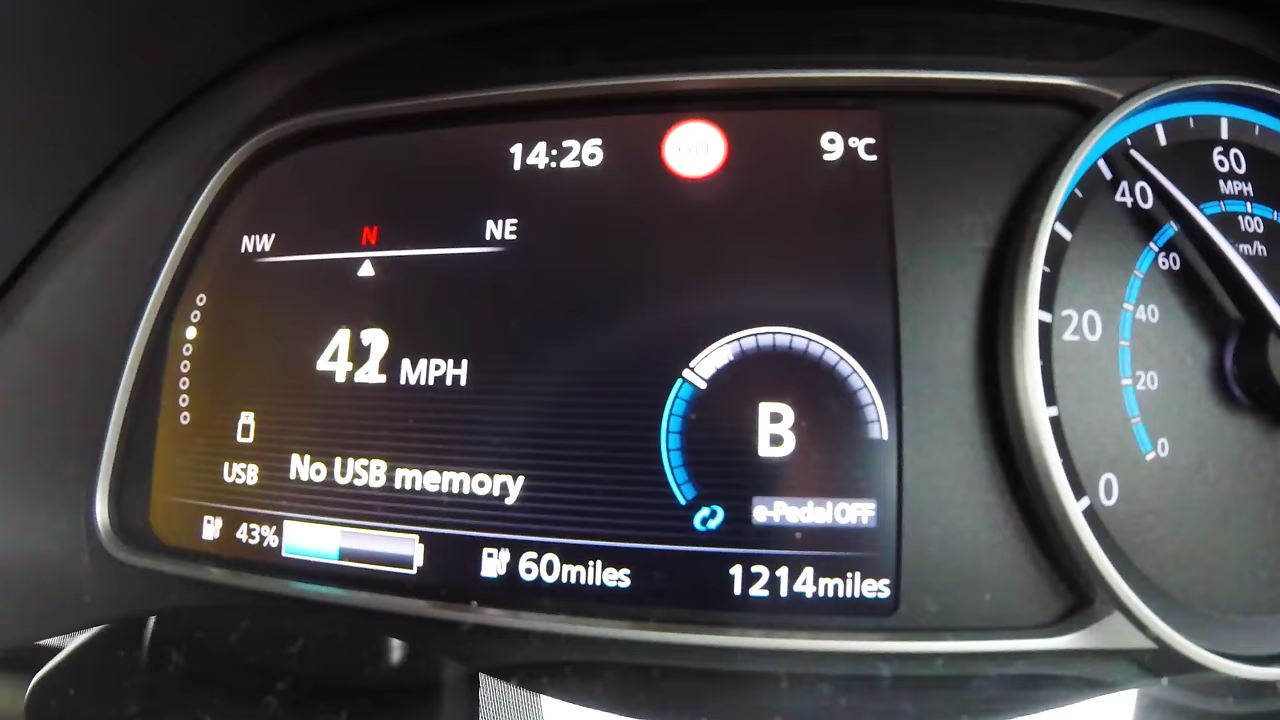 14:26 60 9°C
NW N NE
MPH
B
USB No USB memory
e-Pedal OFF
43% 60miles 1214miles
60
MPH
40
100
km/h
60
40
20
20
0
0